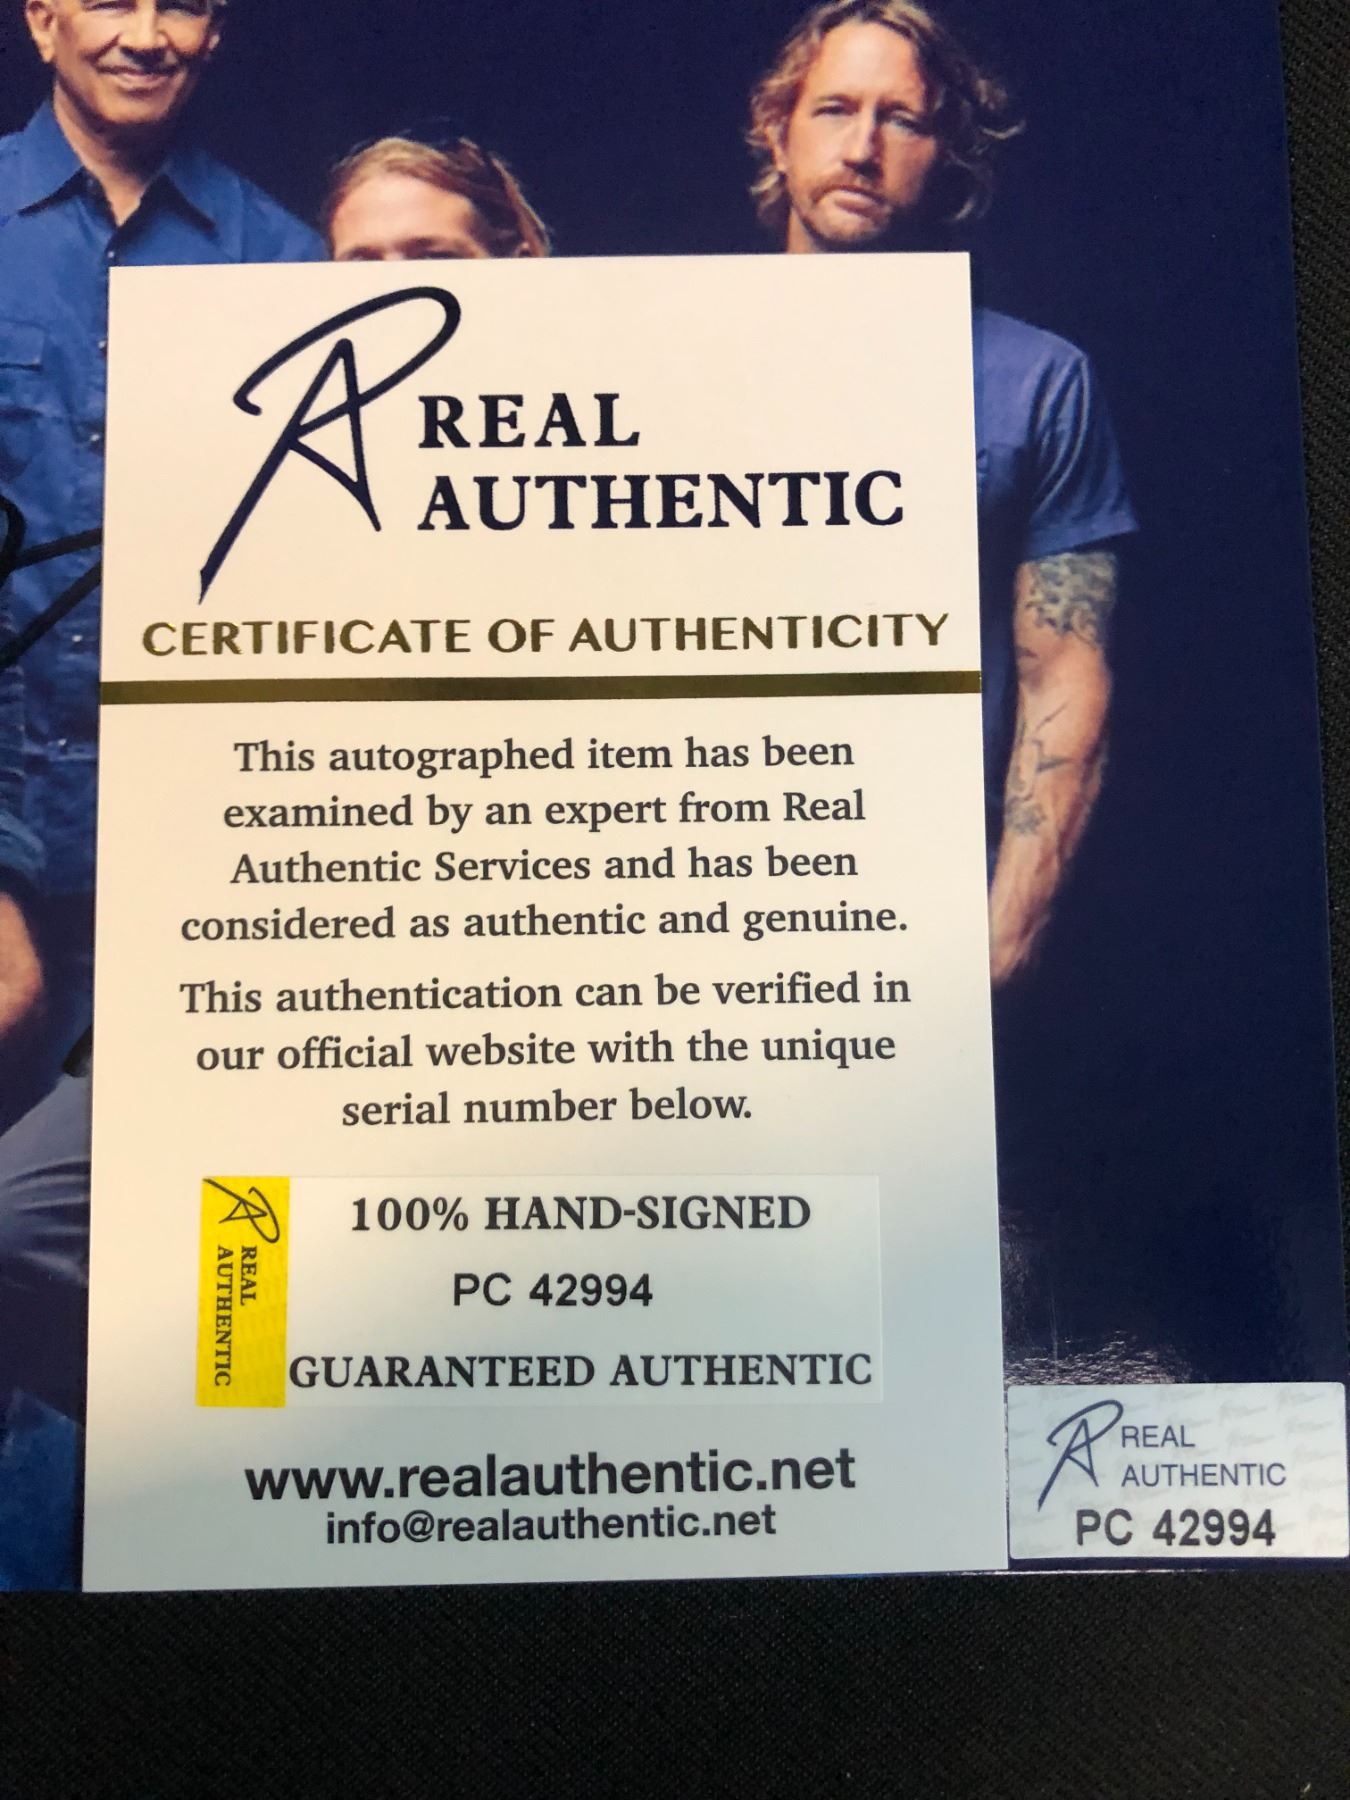 REAL
AUTHENTIC
CERTIFICATE OF AUTHENTICITY
This autographed item has been
examined by an expert from Real
Authentic Services and has been
considered as authentic and genuine.
This authentication can be verified in
our official website with the unique
serial number below.
REAL
AUTHENTIC
100% HAND-SIGNED
PC 42994
GUARANTEED AUTHENTIC
www.realauthentic.net
info@realauthentic.net
REAL
AUTHENTIC
PC 42994